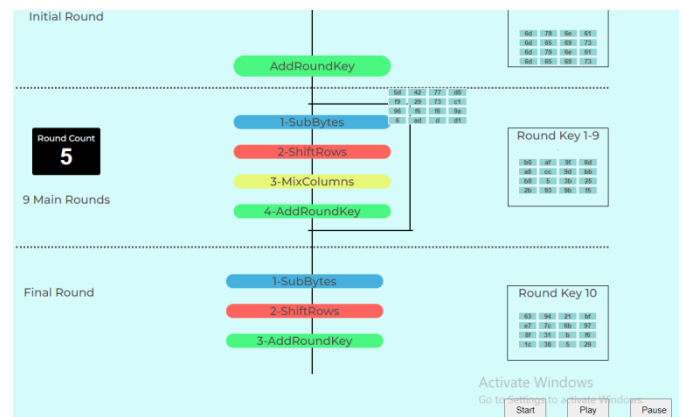 Initial Round
6d 79 6e 61
6d 65 69 73
6d 79 6e 61
6d 65 69 73
AddRoundKey
6d 42 77 d8
f9 29 73 c1
96 f6 f6 9a
6 ad d d1
Round Count
5
9 Main Rounds
1-SubBytes
2-ShiftRows
3-MixColumns
4-AddRoundKey
Round Key 1-9
b0 af 9f 6d
a8 cc 9d bb
b8 5 3b 25
2b 93 9b f5
Final Round
1-SubBytes
2-ShiftRows
3-AddRoundKey
Round Key 10
63 94 21 bf
e7 7c 6b 97
8f 31 b f6
1c 38 5 29
Activate Windows
Go to Settings to activate Windows.
Start Play Pause